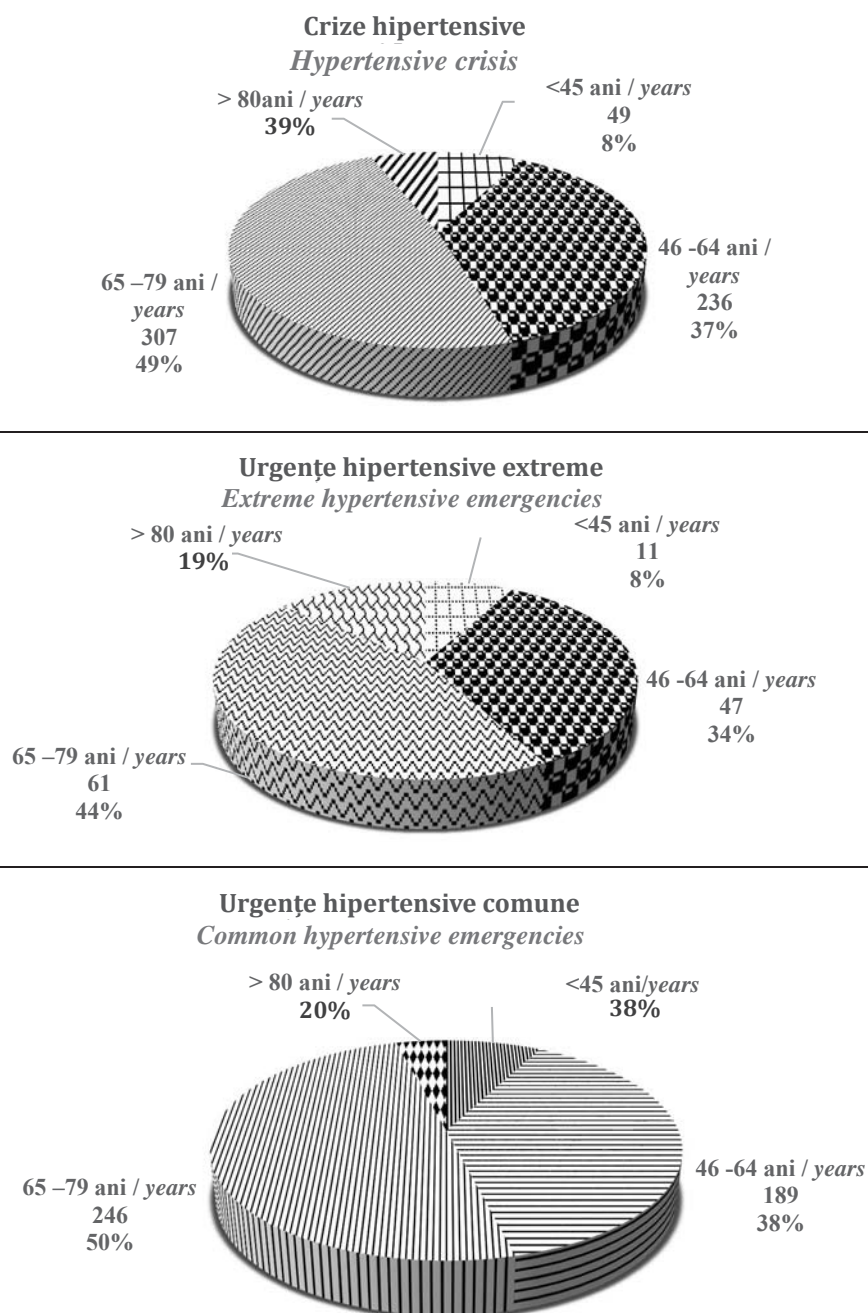 Crize hipertensive
Hypertensive crisis
> 80ani / years
39%
<45 ani / years
49
8%
65 –79 ani /
years
307
49%
46 -64 ani /
years
236
37%
Urgențe hipertensive extreme
Extreme hypertensive emergencies
> 80 ani / years
19%
<45 ani / years
11
8%
65 –79 ani / years
61
44%
46 -64 ani / years
47
34%
Urgențe hipertensive comune
Common hypertensive emergencies
> 80 ani / years
20%
<45 ani/years
38%
65 –79 ani / years
246
50%
46 -64 ani / years
189
38%